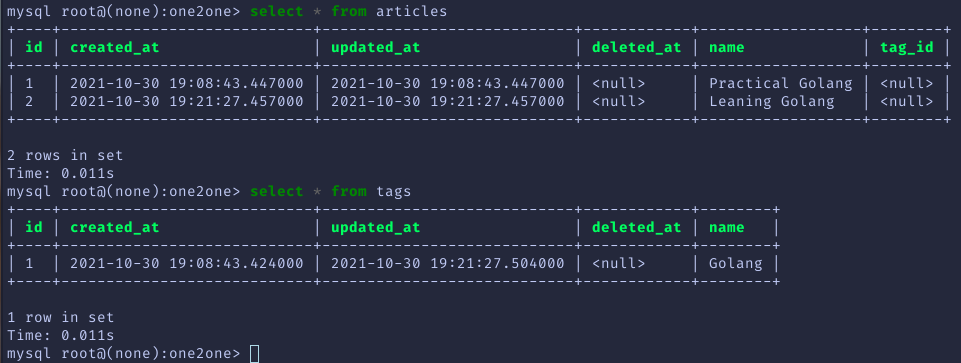 mysql root@(none):one2one> select * from articles
+----+----------------------------+----------------------------+------------+------------------+--------+
| id | created_at                 | updated_at                 | deleted_at | name             | tag_id |
+----+----------------------------+----------------------------+------------+------------------+--------+
| 1  | 2021-10-30 19:08:43.447000 | 2021-10-30 19:08:43.447000 | <null>     | Practical Golang | <null> |
| 2  | 2021-10-30 19:21:27.457000 | 2021-10-30 19:21:27.457000 | <null>     | Leaning Golang   | <null> |
+----+----------------------------+----------------------------+------------+------------------+--------+
2 rows in set
Time: 0.011s
mysql root@(none):one2one> select * from tags
+----+----------------------------+----------------------------+------------+--------+
| id | created_at                 | updated_at                 | deleted_at | name   |
+----+----------------------------+----------------------------+------------+--------+
| 1  | 2021-10-30 19:08:43.424000 | 2021-10-30 19:21:27.504000 | <null>     | Golang |
+----+----------------------------+----------------------------+------------+--------+
1 row in set
Time: 0.011s
mysql root@(none):one2one>